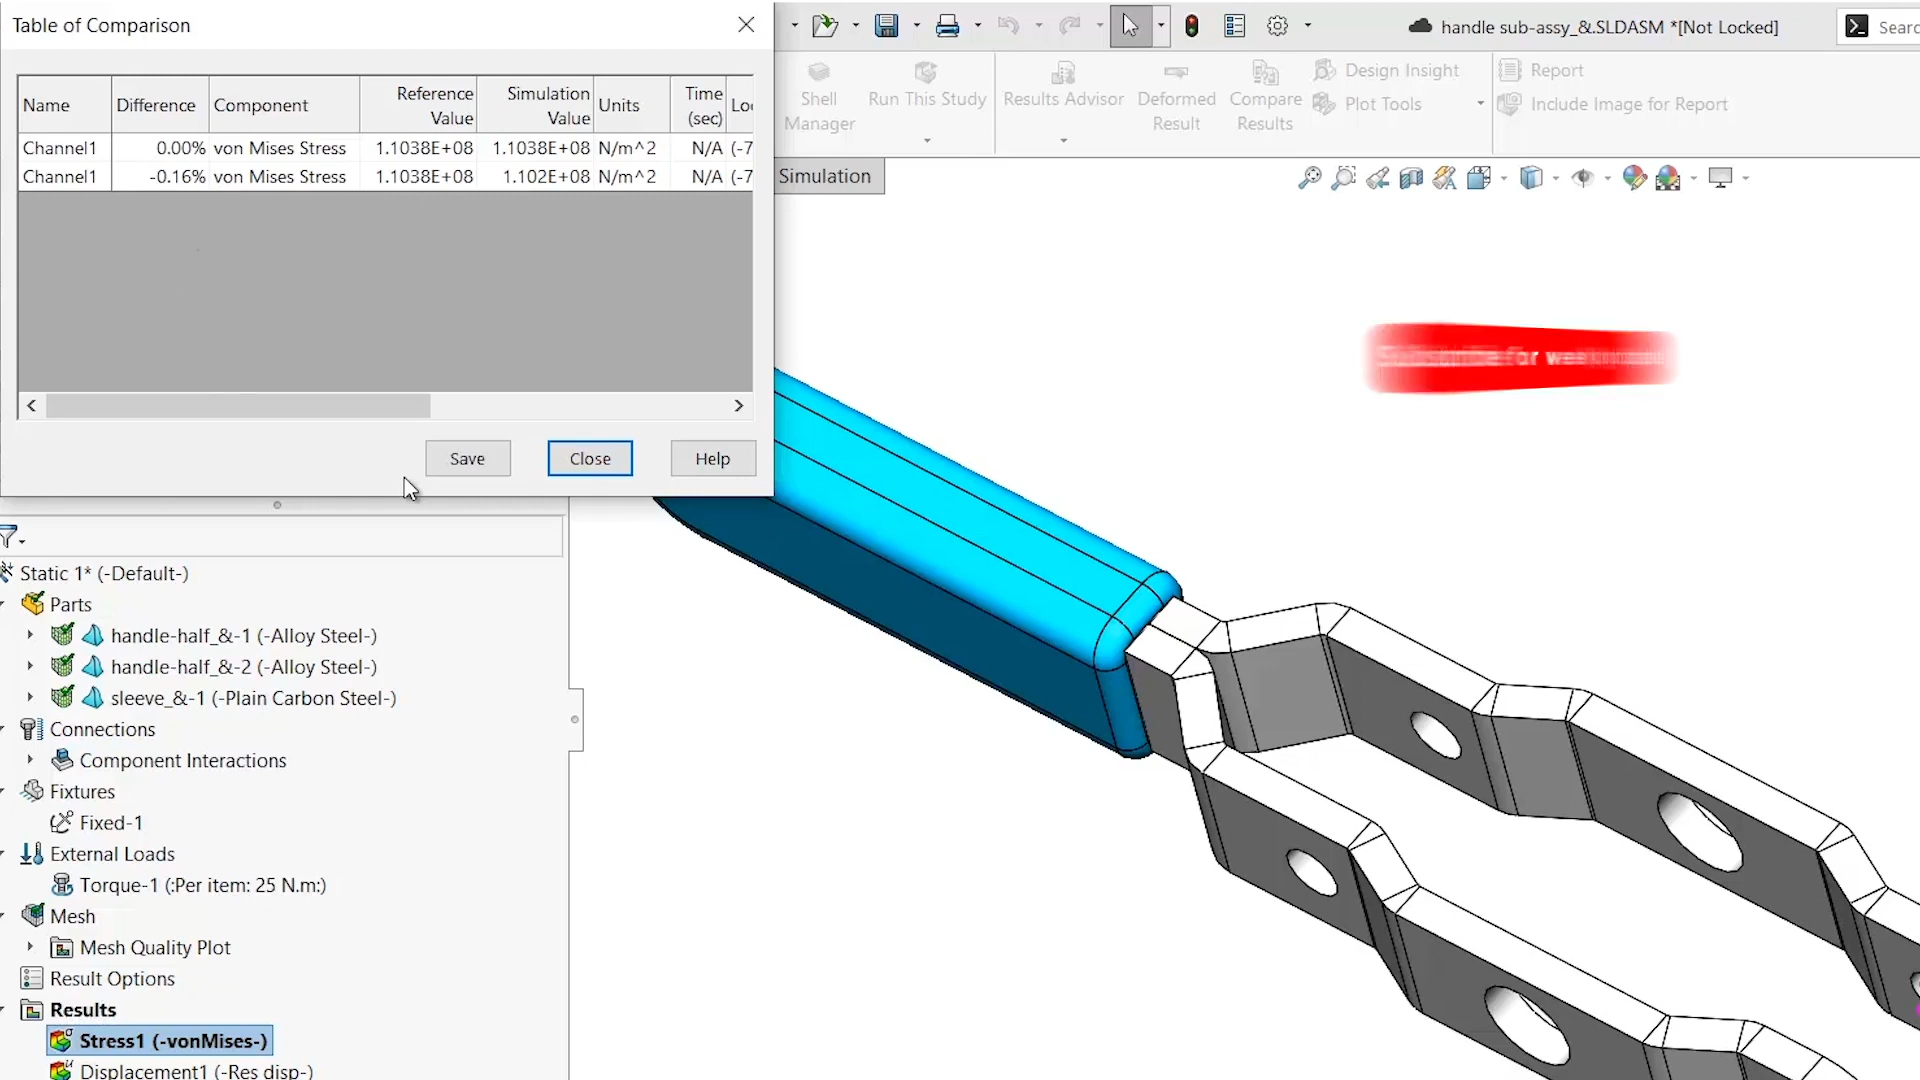 Table of Comparison
handle sub-assy_&.SLDASM *[Not Locked]
Name Difference Component Reference Value Simulation Value Units Time (sec)
Channel1 0.00% von Mises Stress 1.1038E+08 1.1038E+08 N/m^2 N/A (-7
Channel1 -0.16% von Mises Stress 1.1038E+08 1.102E+08 N/m^2 N/A (-7
Save Close Help
Shell Manager
Run This Study
Results Advisor
Deformed Result
Compare Results
Design Insight
Plot Tools
Report
Include Image for Report
Simulation
Static 1* (-Default-)
Parts
handle-half_&-1 (-Alloy Steel-)
handle-half_&-2 (-Alloy Steel-)
sleeve_&-1 (-Plain Carbon Steel-)
Connections
Component Interactions
Fixtures
Fixed-1
External Loads
Torque-1 (:Per item: 25 N.m:)
Mesh
Mesh Quality Plot
Result Options
Results
Stress1 (-vonMises-)
Displacement1 (-Res disp-)